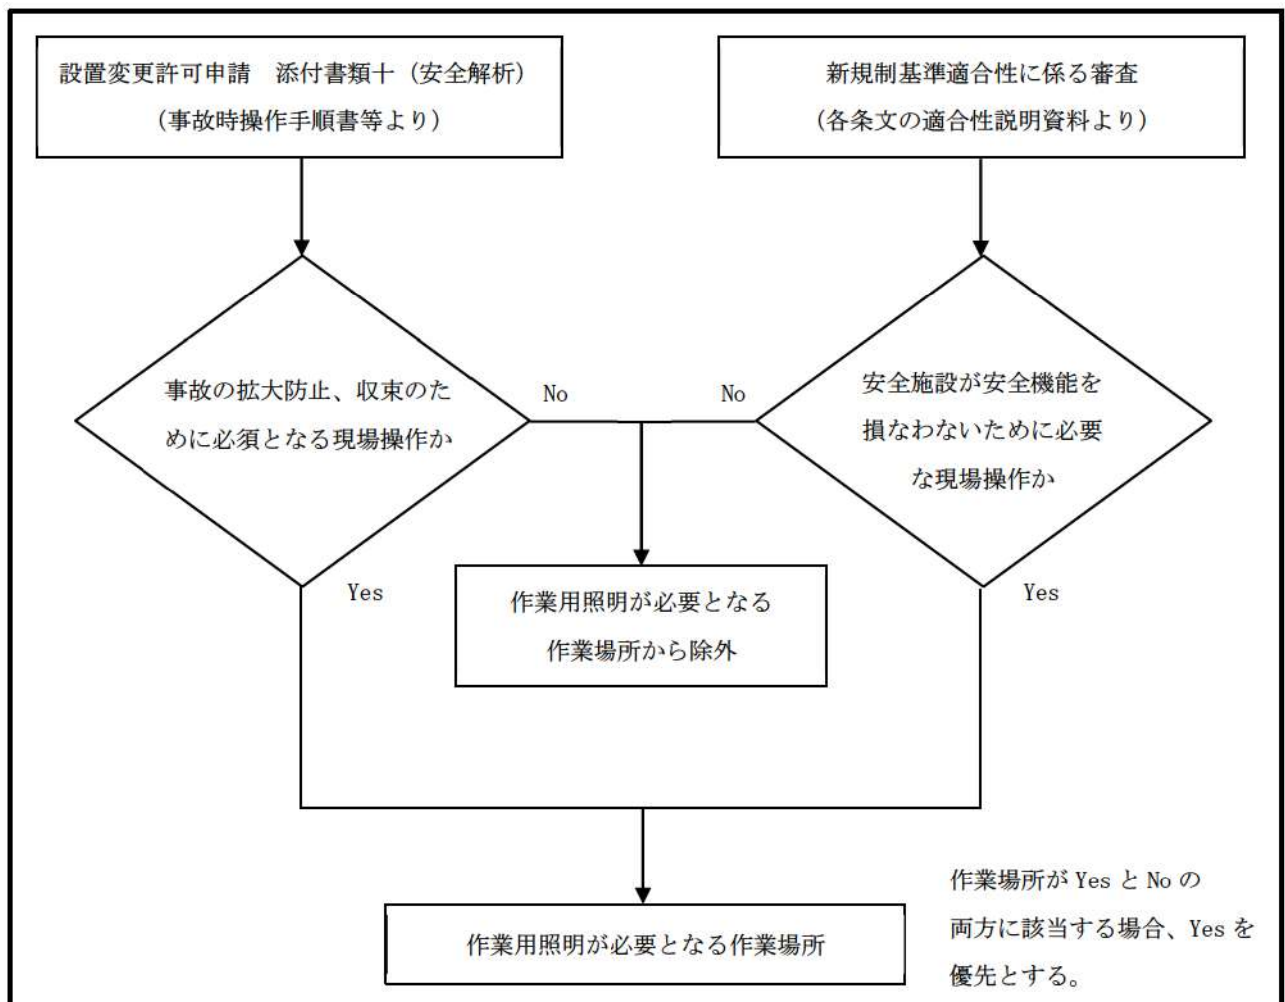 設置変更許可申請　添付書類十（安全解析）
（事故時操作手順書等より）
新規制基準適合性に係る審査
（各条文の適合性説明資料より）
事故の拡大防止、収束のた
めに必須となる現場操作か
No
No
安全施設が安全機能を
損なわないために必要
な現場操作か
Yes
作業用照明が必要となる
作業場所から除外
Yes
作業用照明が必要となる作業場所
作業場所が Yes と No の
両方に該当する場合、Yes を
優先とする。